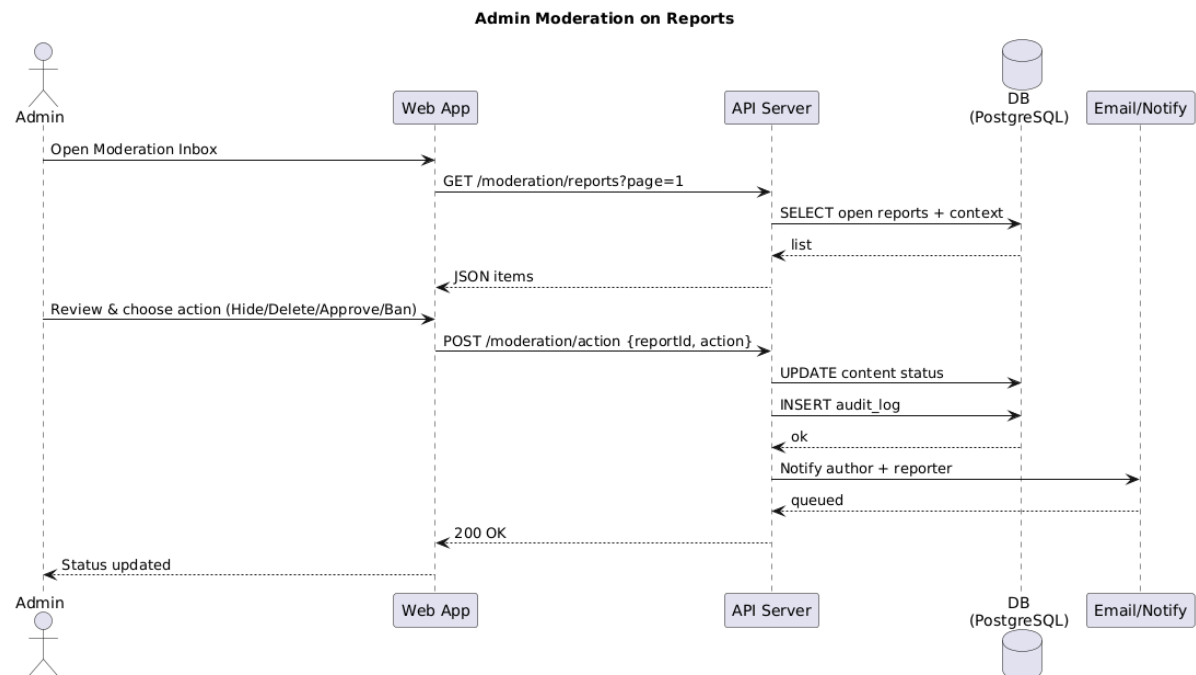 Admin Moderation on Reports
Admin
Web App
API Server
DB
(PostgreSQL)
Email/Notify
Open Moderation Inbox
GET /moderation/reports?page=1
SELECT open reports + context
list
JSON items
Review & choose action (Hide/Delete/Approve/Ban)
POST /moderation/action {reportId, action}
UPDATE content status
INSERT audit_log
ok
Notify author + reporter
queued
200 OK
Status updated
Admin
Web App
API Server
DB
(PostgreSQL)
Email/Notify